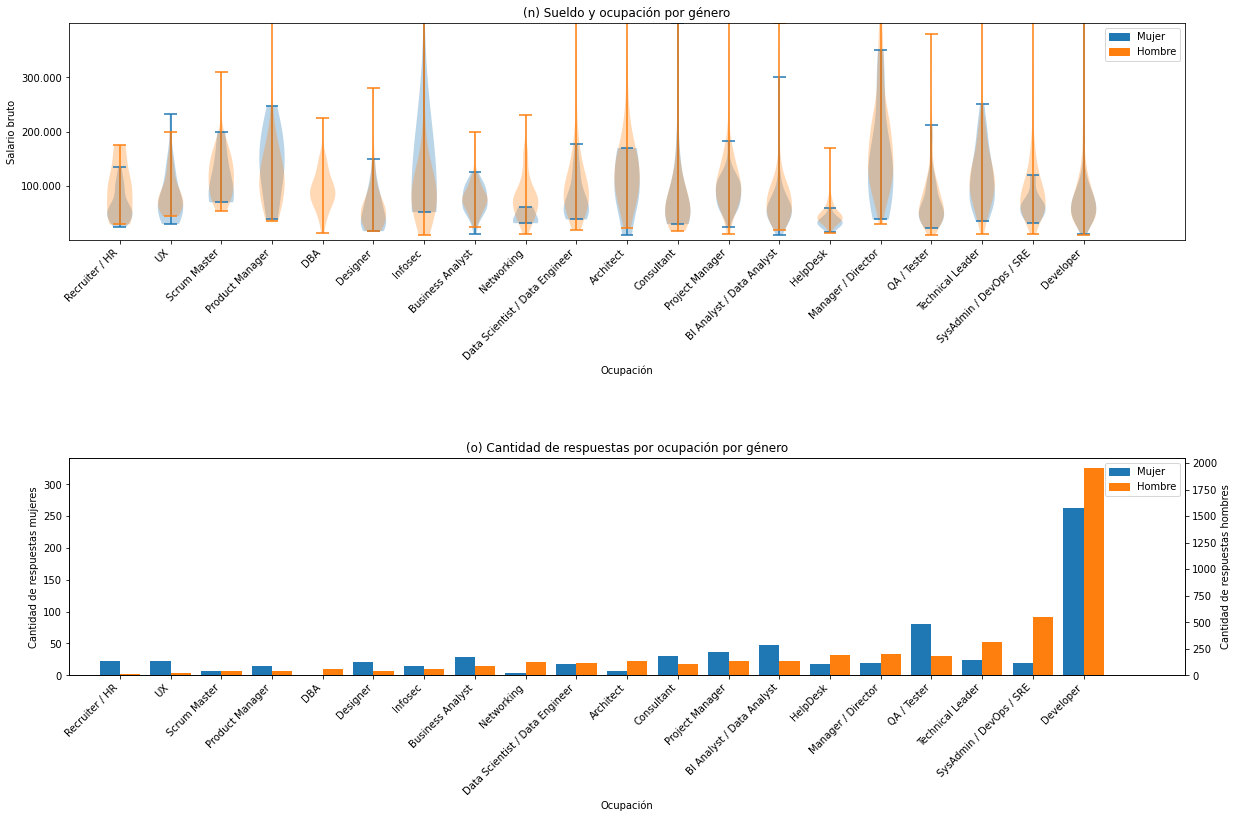 (n) Sueldo y ocupación por género
Mujer
Hombre
300.000
200.000
100.000
Salario bruto
Recruiter / HR
UX
Scrum Master
Product Manager
DBA
Designer
Infosec
Business Analyst
Networking
Data Scientist / Data Engineer
Architect
Consultant
Project Manager
BI Analyst / Data Analyst
HelpDesk
Manager / Director
QA / Tester
Technical Leader
SysAdmin / DevOps / SRE
Developer
Ocupación
(o) Cantidad de respuestas por ocupación por género
Mujer
Hombre
300
250
200
150
100
50
0
Cantidad de respuestas mujeres
2000
1750
1500
1250
1000
750
500
250
0
Cantidad de respuestas hombres
Recruiter / HR
UX
Scrum Master
Product Manager
DBA
Designer
Infosec
Business Analyst
Networking
Data Scientist / Data Engineer
Architect
Consultant
Project Manager
BI Analyst / Data Analyst
HelpDesk
Manager / Director
QA / Tester
Technical Leader
SysAdmin / DevOps / SRE
Developer
Ocupación